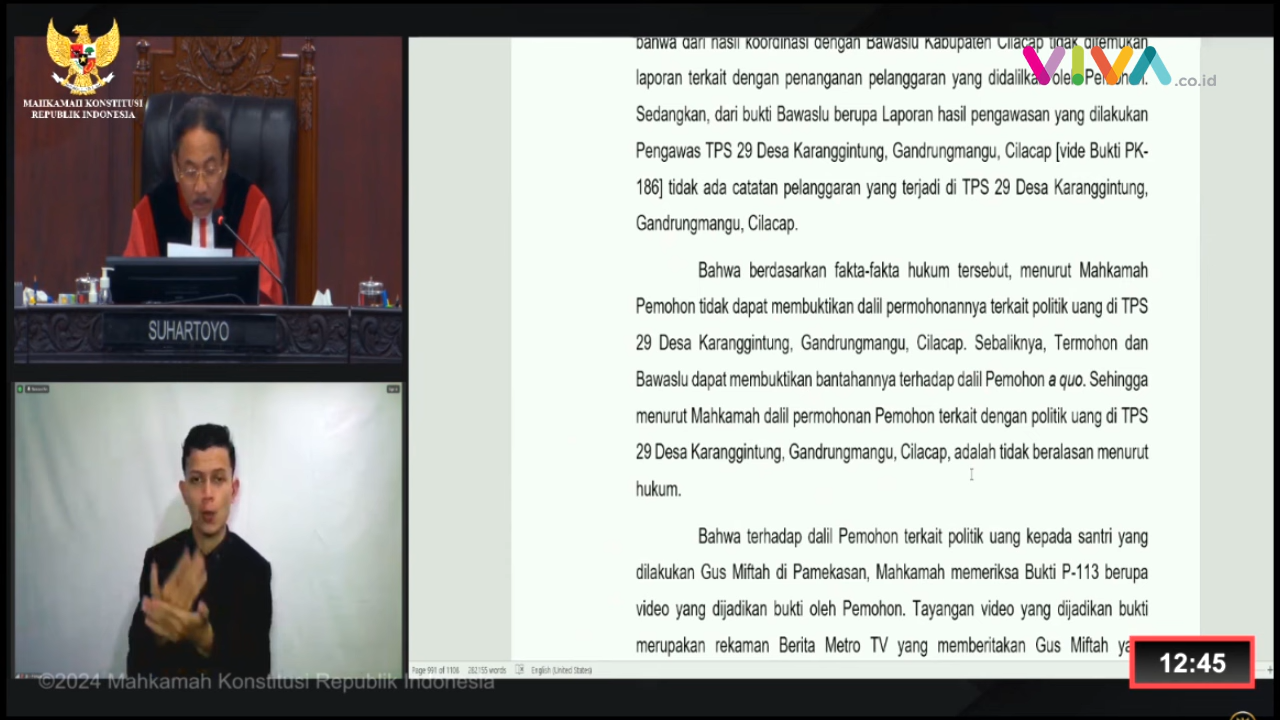 MAHKAMAH KONSTITUSI
REPUBLIK INDONESIA
SUHARTOYO
VIVA
.co.id
bahwa dari hasil koordinasi dengan Bawaslu Kabupaten Cilacap tidak ditemukan
laporan terkait dengan penanganan pelanggaran yang didalilkan oleh Pemohon.
Sedangkan, dari bukti Bawaslu berupa Laporan hasil pengawasan yang dilakukan
Pengawas TPS 29 Desa Karanggintung, Gandrungmangu, Cilacap [vide Bukti PK-
186] tidak ada catatan pelanggaran yang terjadi di TPS 29 Desa Karanggintung,
Gandrungmangu, Cilacap.
Bahwa berdasarkan fakta-fakta hukum tersebut, menurut Mahkamah
Pemohon tidak dapat membuktikan dalil permohonannya terkait politik uang di TPS
29 Desa Karanggintung, Gandrungmangu, Cilacap. Sebaliknya, Termohon dan
Bawaslu dapat membuktikan bantahannya terhadap dalil Pemohon a quo. Sehingga
menurut Mahkamah dalil permohonan Pemohon terkait dengan politik uang di TPS
29 Desa Karanggintung, Gandrungmangu, Cilacap, adalah tidak beralasan menurut
hukum.
Bahwa terhadap dalil Pemohon terkait politik uang kepada santri yang
dilakukan Gus Miftah di Pamekasan, Mahkamah memeriksa Bukti P-113 berupa
video yang dijadikan bukti oleh Pemohon. Tayangan video yang dijadikan bukti
merupakan rekaman Berita Metro TV yang memberitakan Gus Miftah
Page 991 of 1108 282155 words English (United States)
12:45
©2024 Mahkamah Konstitusi Republik Indonesia